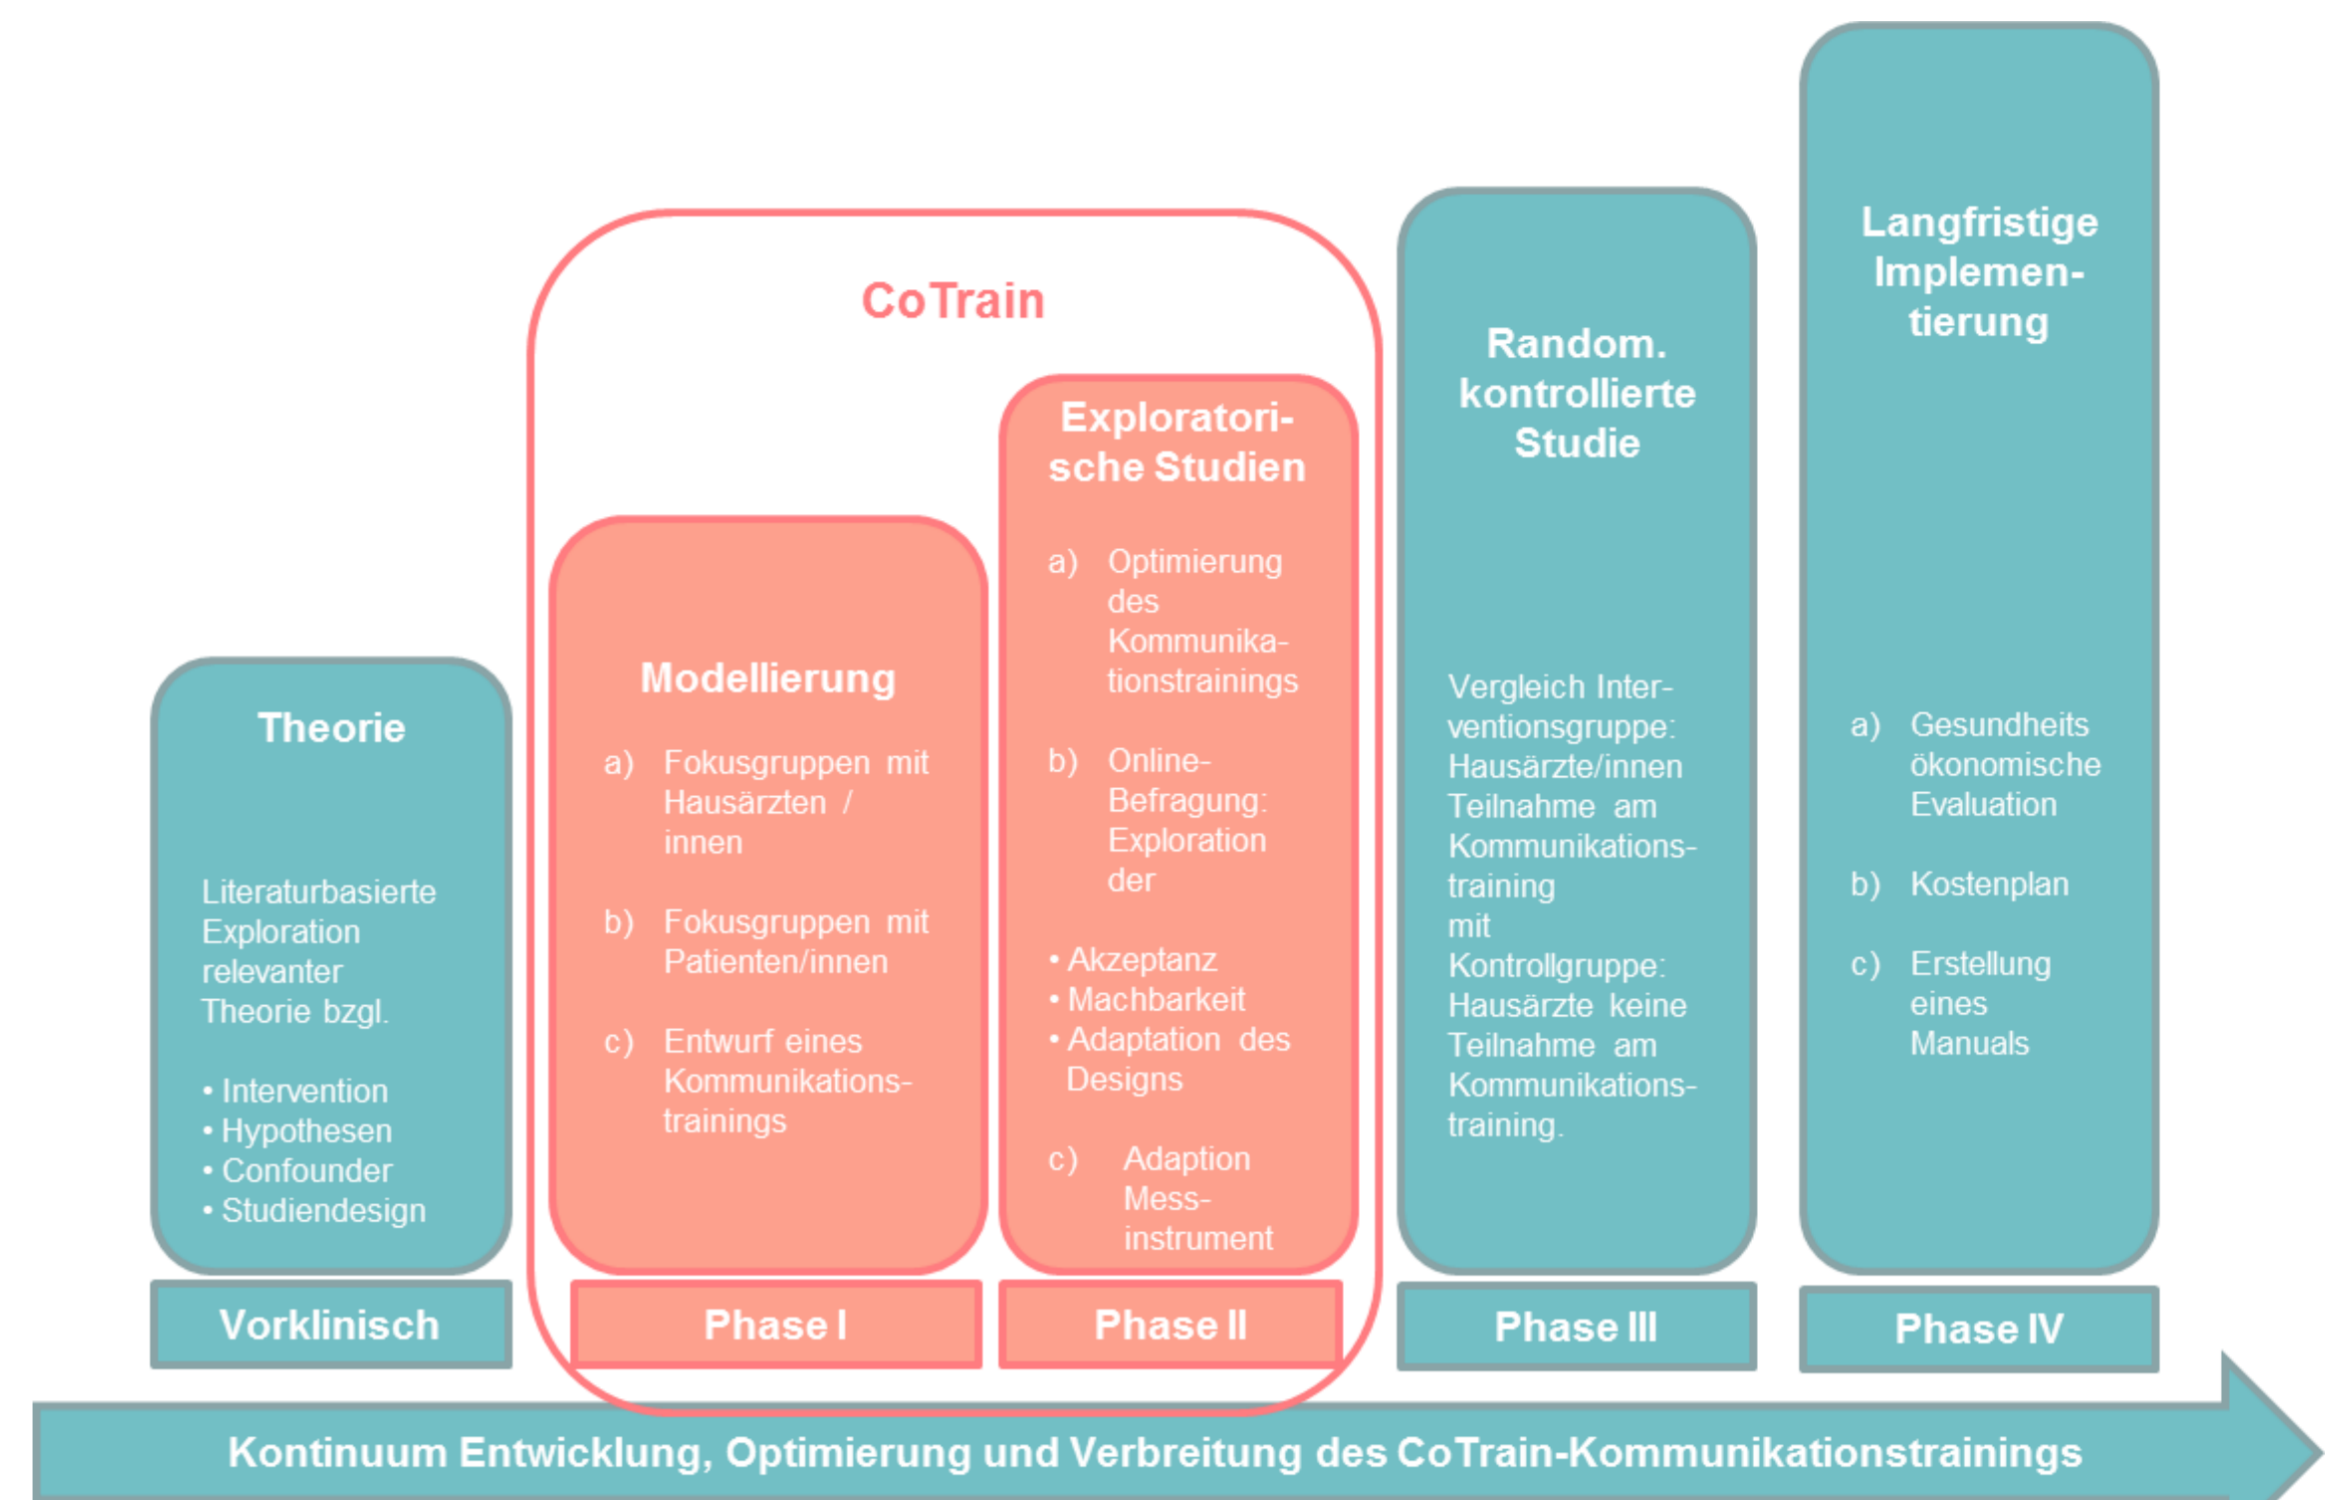 CoTrain
Theorie
Literaturbasierte
Exploration
relevanter
Theorie bzgl.
• Intervention
• Hypothesen
• Confounder
• Studiendesign
Vorklinisch
Modellierung
a) Fokusgruppen mit
Hausärzten /
innen
b) Fokusgruppen mit
Patienten/innen
c) Entwurf eines
Kommunikations-
trainings
Phase I
Exploratori-
sche Studien
a) Optimierung
des
Kommunika-
tionstrainings
b) Online-
Befragung:
Exploration
der
• Akzeptanz
• Machbarkeit
• Adaptation des
Designs
c) Adaption
Mess-
instrument
Phase II
Random.
kontrollierte
Studie
Vergleich Inter-
ventionsgruppe:
Hausärzte/innen
Teilnahme am
Kommunikations-
training
mit
Kontrollgruppe:
Hausärzte keine
Teilnahme am
Kommunikations-
training.
Phase III
Langfristige
Implemen-
tierung
a) Gesundheits
ökonomische
Evaluation
b) Kostenplan
c) Erstellung
eines
Manuals
Phase IV
Kontinuum Entwicklung, Optimierung und Verbreitung des CoTrain-Kommunikationstrainings